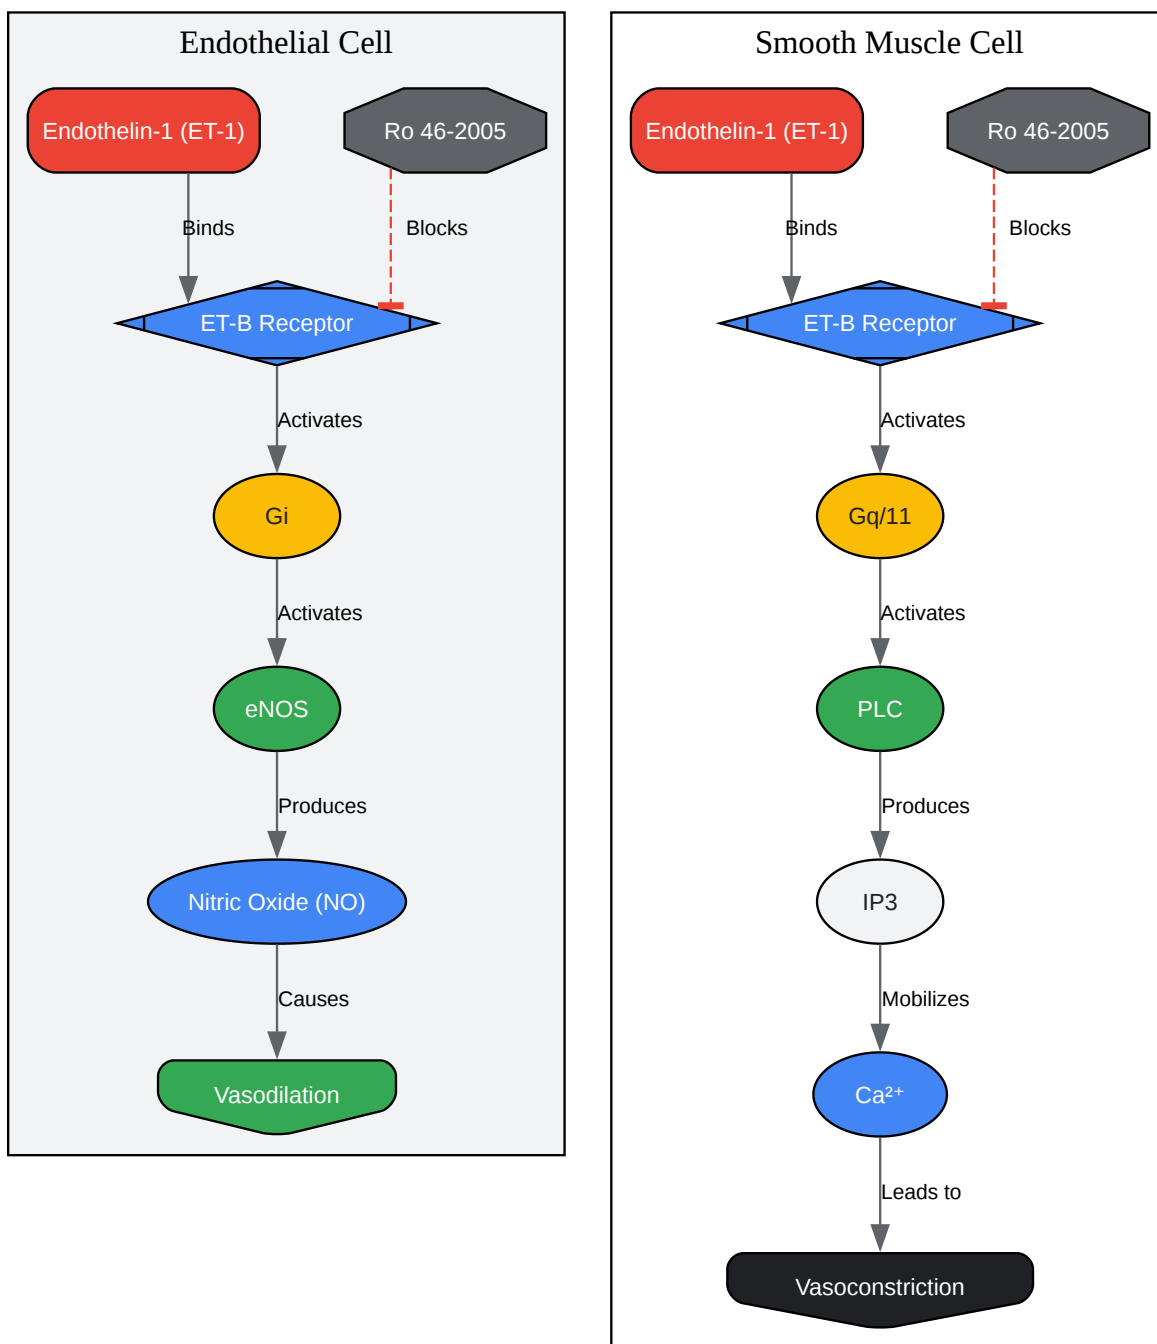 Endothelial Cell
Endothelin-1 (ET-1)
Ro 46-2005
Binds
Blocks
ET-B Receptor
Activates
Gi
Activates
eNOS
Produces
Nitric Oxide (NO)
Causes
Vasodilation
Smooth Muscle Cell
Endothelin-1 (ET-1)
Ro 46-2005
Binds
Blocks
ET-B Receptor
Activates
Gq/11
Activates
PLC
Produces
IP3
Mobilizes
Ca²⁺
Leads to
Vasoconstriction